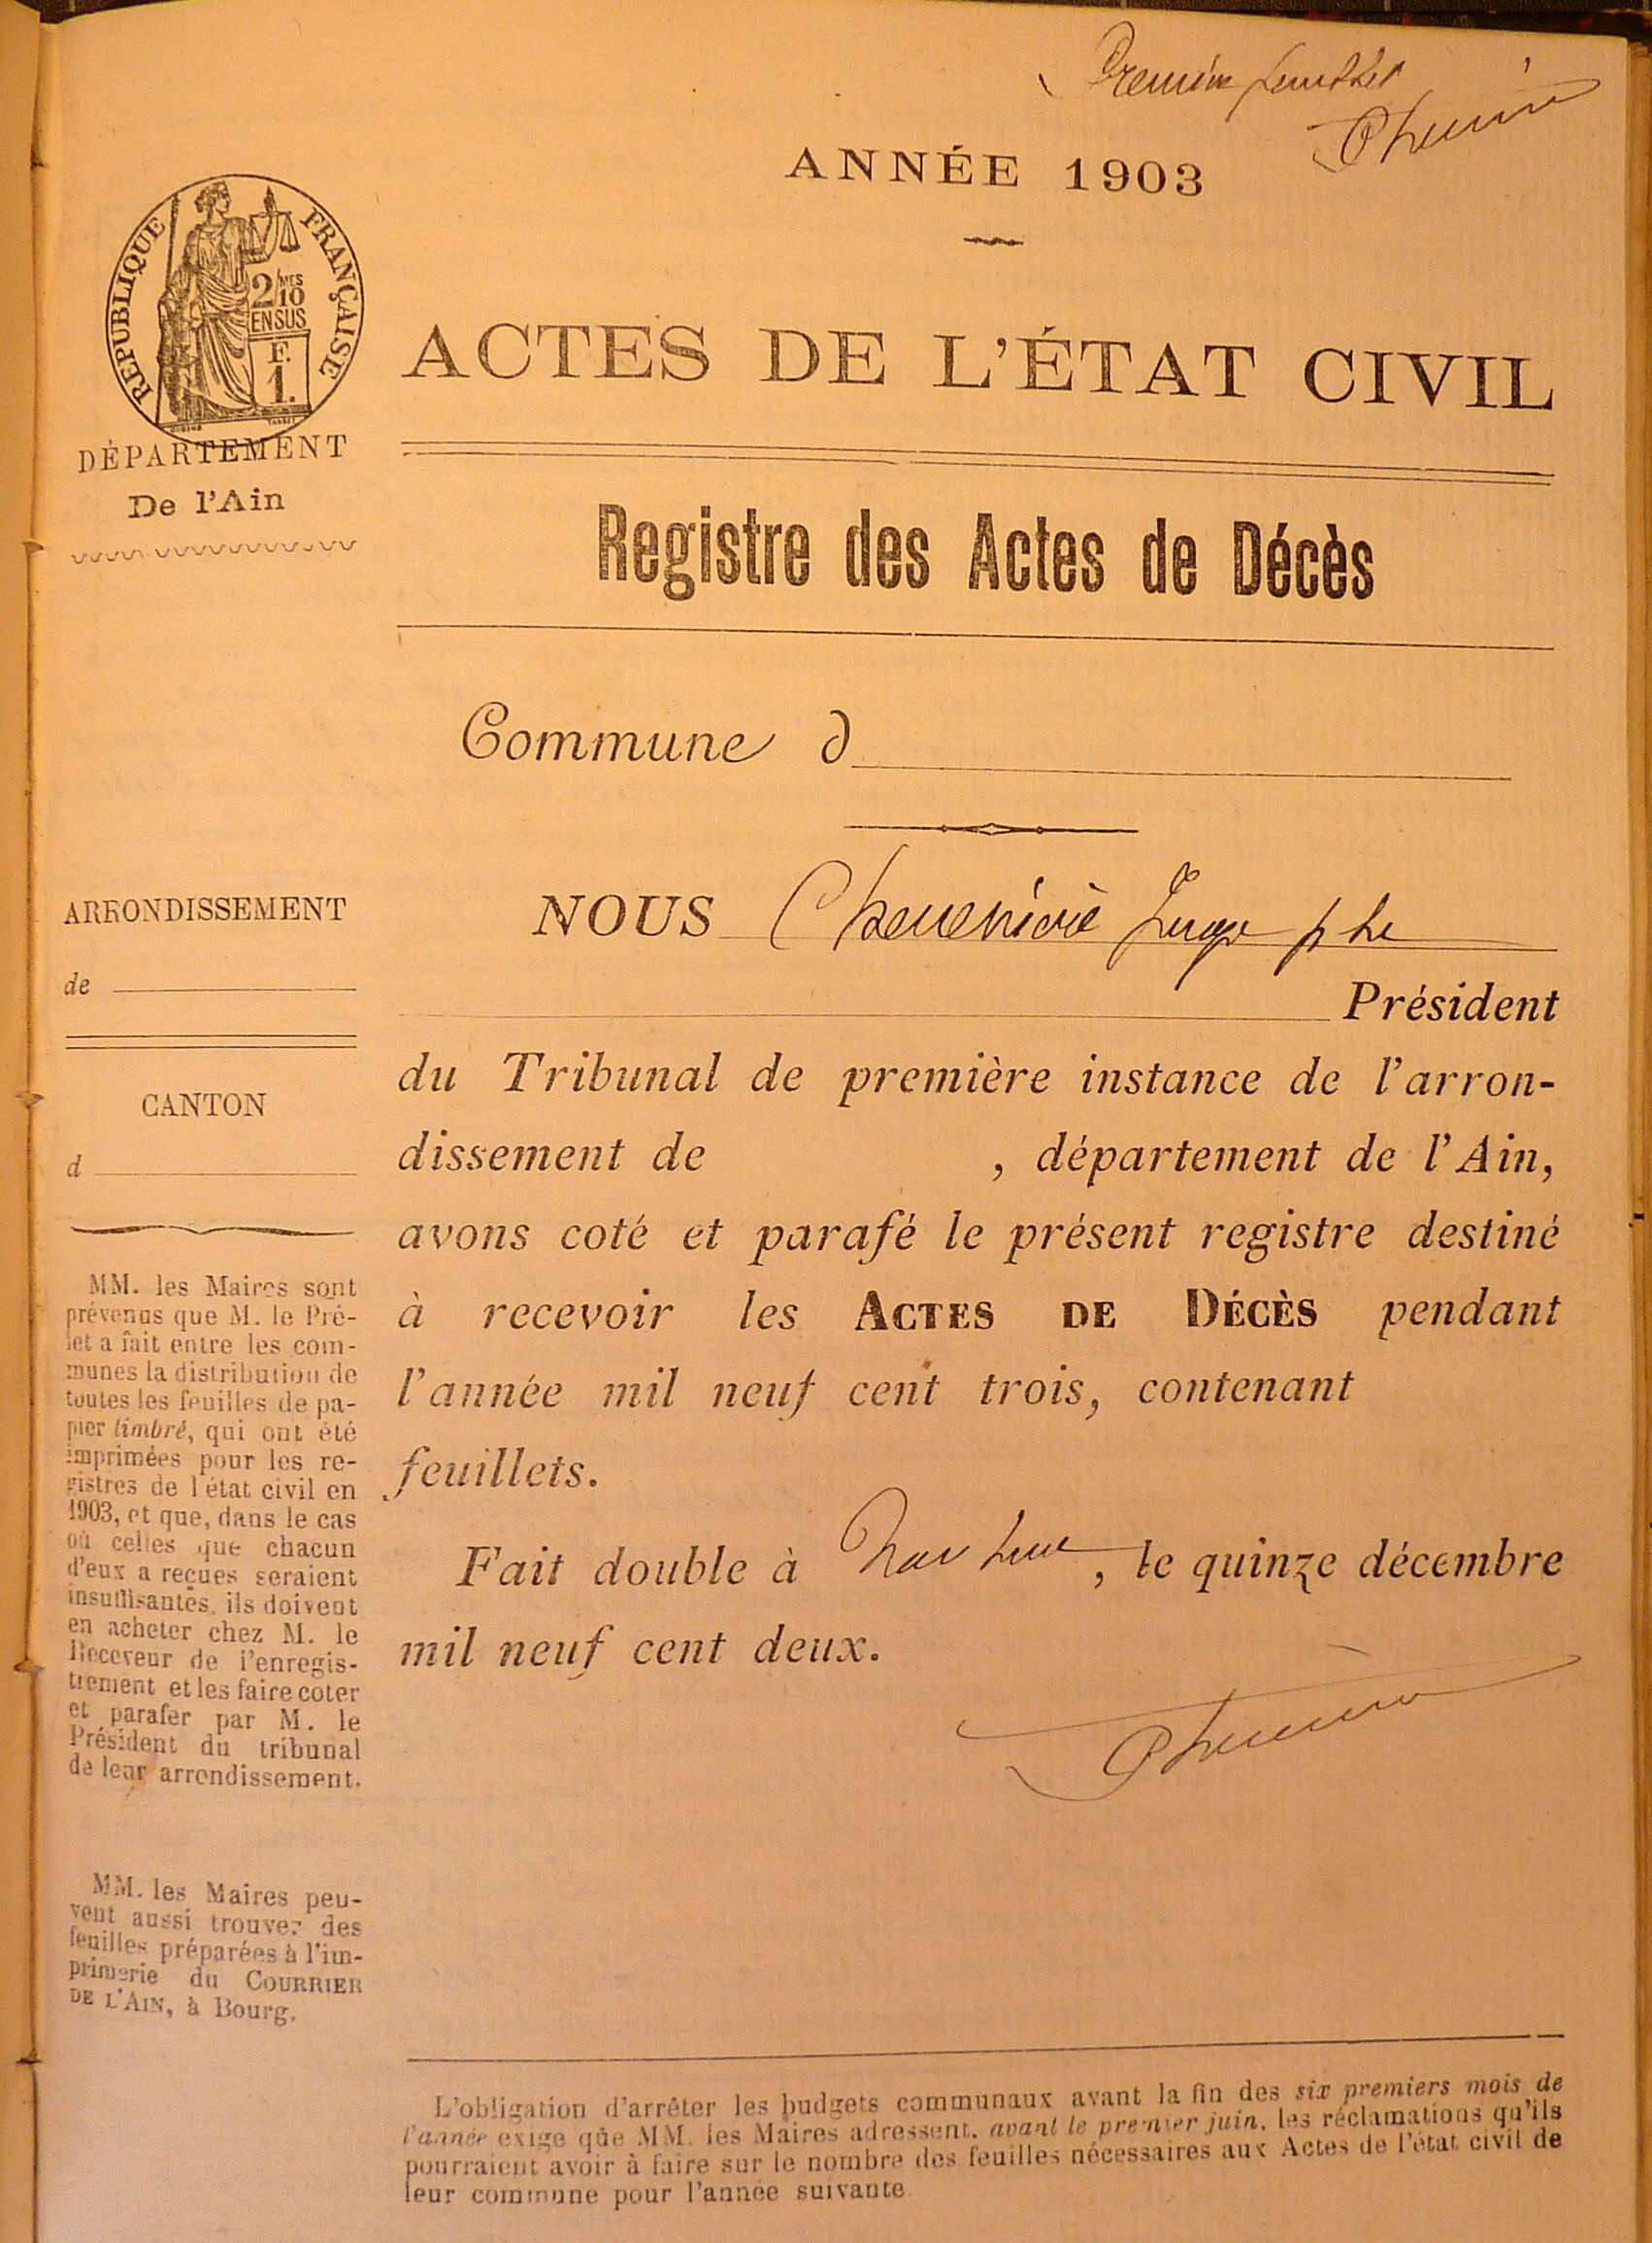 Premier feuillet
ANNÉE 1903
RÉPUBLIQUE FRANÇAISE
2/10 MES
EN SUS
F.
1.
DÉPARTEMENT
De l'Ain
ACTES DE L'ÉTAT CIVIL
Registre des Actes de Décès
Commune d
ARRONDISSEMENT
de
CANTON
d
MM. les Maires sont
prévenus que M. le Pré-
fet a fait entre les com-
munes la distribution de
toutes les feuilles de pa-
pier timbré, qui ont été
imprimées pour les re-
gistres de l'état civil en
1903, et que, dans le cas
où celles que chacun
d'eux a reçues seraient
insuffisantes, ils doivent
en acheter chez M. le
Receveur de l'enregis-
trement et les faire coter
et parafer par M. le
Président du tribunal
de leur arrondissement.
MM. les Maires peu-
vent aussi trouver des
feuilles préparées à l'im-
primerie du COURRIER
DE L'AIN, à Bourg.
NOUS Juge
Président
du Tribunal de première instance de l'arron-
dissement de , département de l'Ain,
avons coté et parafé le présent registre destiné
à recevoir les ACTES DE DÉCÈS pendant
l'année mil neuf cent trois, contenant
feuillets.
Fait double à Nantua, le quinze décembre
mil neuf cent deux.
L'obligation d'arrêter les budgets communaux avant la fin des six premiers mois de
l'année exige que MM. les Maires adressent, avant le premier juin, les réclamations qu'ils
pourraient avoir à faire sur le nombre des feuilles nécessaires aux Actes de l'état civil de
leur commune pour l'année suivante